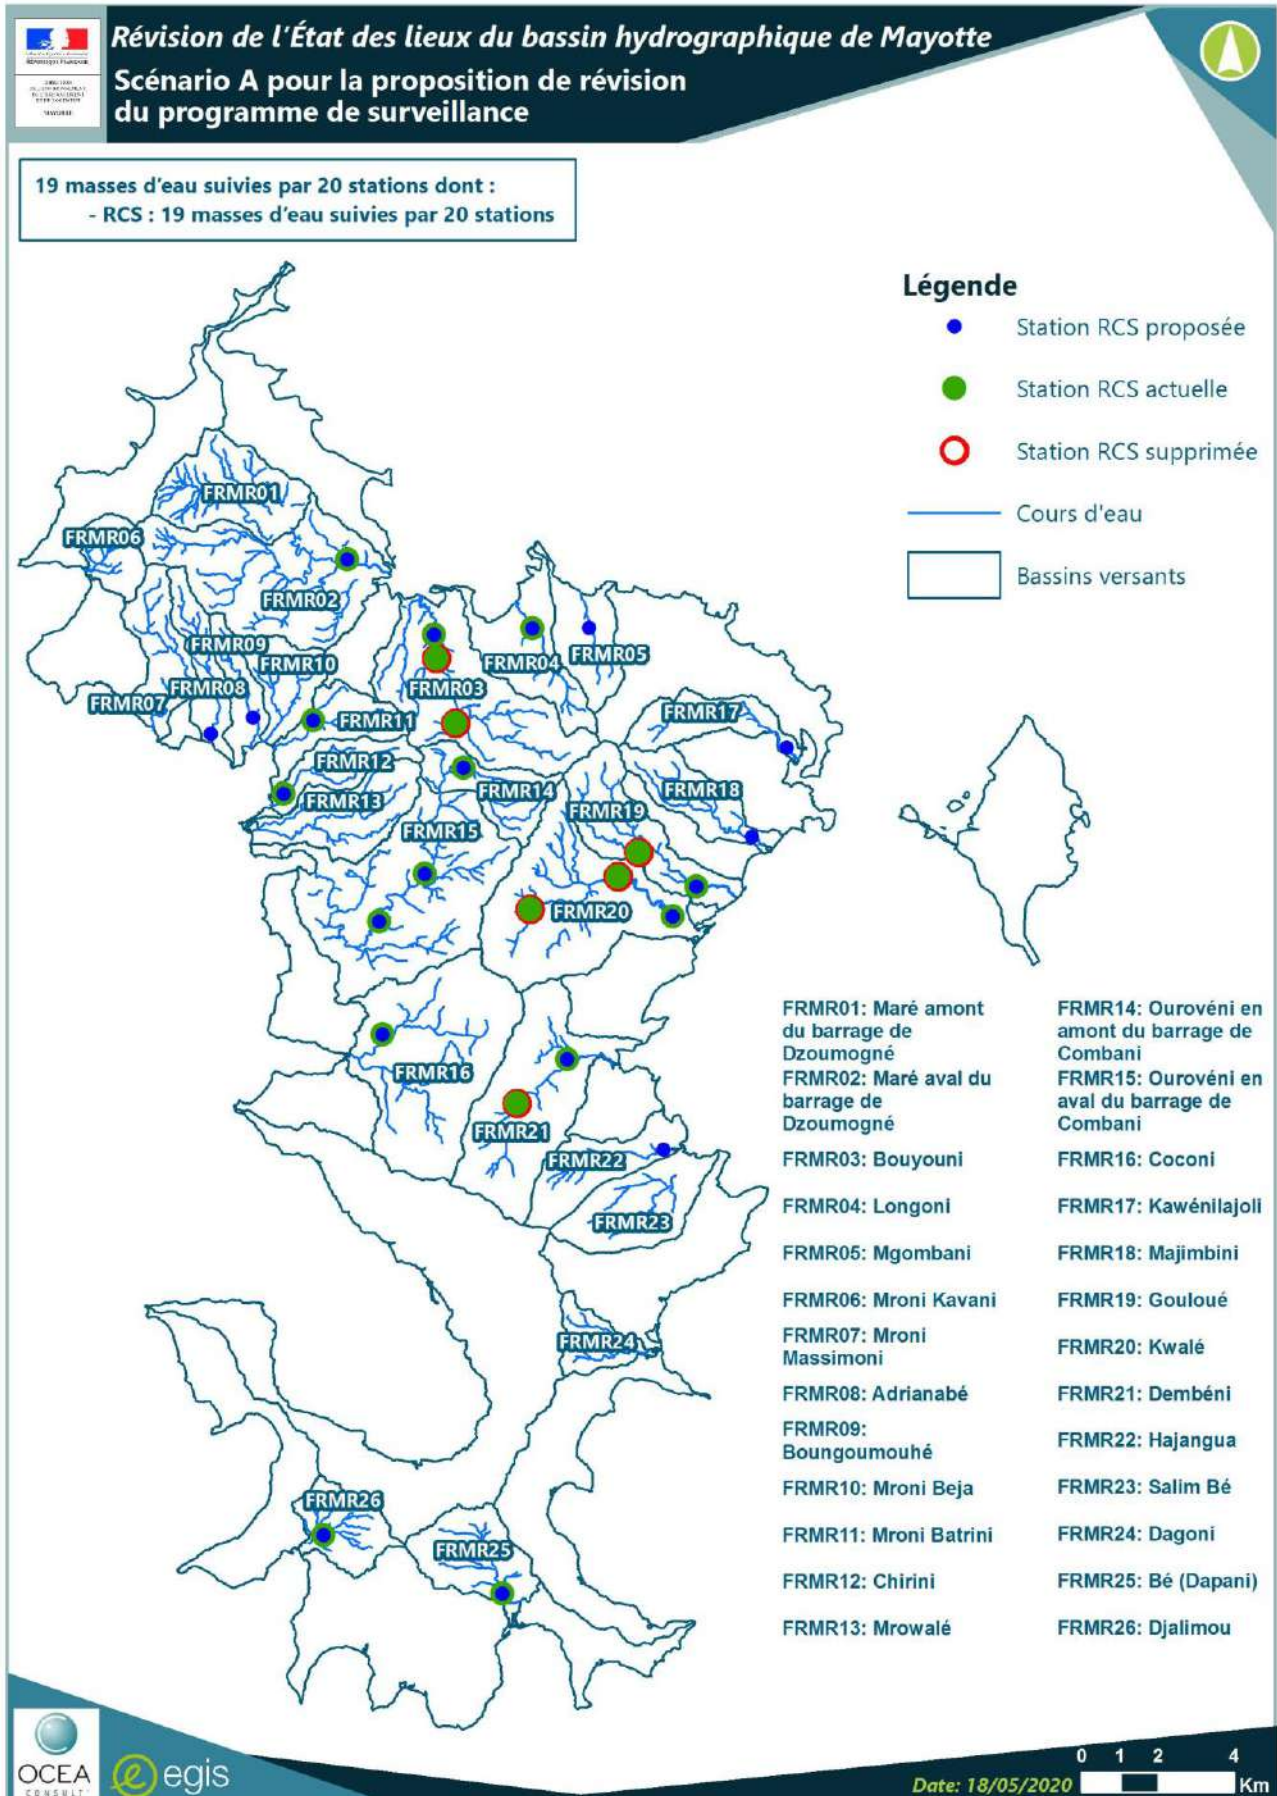 Révision de l'État des lieux du bassin hydrographique de Mayotte
Scénario A pour la proposition de révision
du programme de surveillance
RÉPUBLIQUE FRANÇAISE
MAYOTTE
19 masses d'eau suivies par 20 stations dont :
- RCS : 19 masses d'eau suivies par 20 stations
Légende
Station RCS proposée
Station RCS actuelle
Station RCS supprimée
Cours d'eau
Bassins versants
FRMR01
FRMR06
FRMR02
FRMR09
FRMR10
FRMR08
FRMR07
FRMR03
FRMR04
FRMR05
FRMR11
FRMR17
FRMR12
FRMR13
FRMR14
FRMR18
FRMR19
FRMR15
FRMR20
FRMR16
FRMR21
FRMR22
FRMR23
FRMR24
FRMR26
FRMR25
FRMR01: Maré amont
du barrage de
Dzoumogné
FRMR02: Maré aval du
barrage de
Dzoumogné
FRMR03: Bouyouni
FRMR04: Longoni
FRMR05: Mgombani
FRMR06: Mroni Kavani
FRMR07: Mroni
Massimoni
FRMR08: Adrianabé
FRMR09:
Boungoumouhé
FRMR10: Mroni Beja
FRMR11: Mroni Batrini
FRMR12: Chirini
FRMR13: Mrowalé
FRMR14: Ourovéni en
amont du barrage de
Combani
FRMR15: Ourovéni en
aval du barrage de
Combani
FRMR16: Coconi
FRMR17: Kawénilajoli
FRMR18: Majimbini
FRMR19: Gouloué
FRMR20: Kwalé
FRMR21: Dembéni
FRMR22: Hajangua
FRMR23: Salim Bé
FRMR24: Dagoni
FRMR25: Bé (Dapani)
FRMR26: Djalimou
OCEA
CONSULT'
egis
Date: 18/05/2020
0 1 2 4
Km